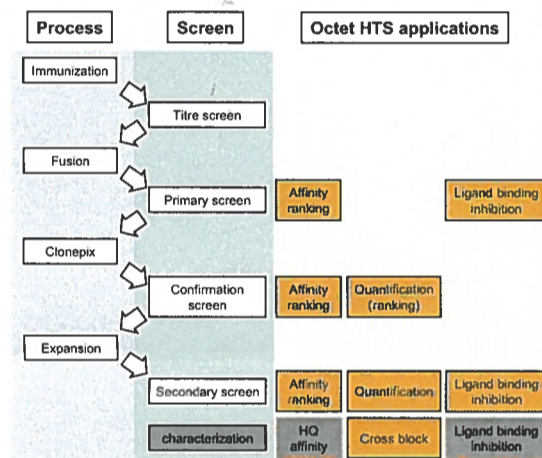 Process Screen Octet HTS applications
Immunization
Titre screen
Fusion
Primary screen Affinity ranking Ligand binding inhibition
Clonepix
Confirmation screen Affinity ranking Quantification (ranking)
Expansion
Secondary screen Affinity ranking Quantification Ligand binding inhibition
characterization HQ affinity Cross block Ligand binding inhibition